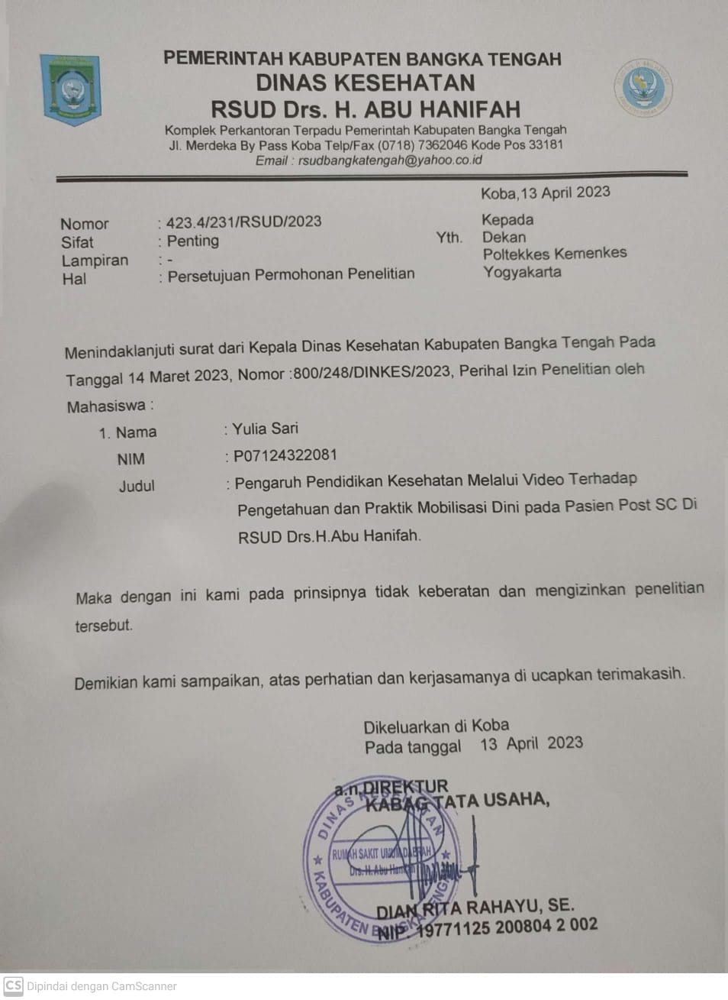 PEMERINTAH KABUPATEN BANGKA TENGAH
DINAS KESEHATAN
RSUD Drs. H. ABU HANIFAH
Komplek Perkantoran Terpadu Pemerintah Kabupaten Bangka Tengah
Jl. Merdeka By Pass Koba Telp/Fax (0718) 7362046 Kode Pos 33181
Email : rsudbangkatengah@yahoo.co.id
Koba,13 April 2023
Nomor : 423.4/231/RSUD/2023
Sifat : Penting
Lampiran : -
Hal : Persetujuan Permohonan Penelitian
Kepada
Yth. Dekan
Poltekkes Kemenkes
Yogyakarta
Menindaklanjuti surat dari Kepala Dinas Kesehatan Kabupaten Bangka Tengah Pada
Tanggal 14 Maret 2023, Nomor :800/248/DINKES/2023, Perihal Izin Penelitian oleh
Mahasiswa :
1. Nama : Yulia Sari
NIM : P07124322081
Judul : Pengaruh Pendidikan Kesehatan Melalui Video Terhadap
Pengetahuan dan Praktik Mobilisasi Dini pada Pasien Post SC Di
RSUD Drs.H.Abu Hanifah.
Maka dengan ini kami pada prinsipnya tidak keberatan dan mengizinkan penelitian
tersebut.
Demikian kami sampaikan, atas perhatian dan kerjasamanya di ucapkan terimakasih.
Dikeluarkan di Koba
Pada tanggal 13 April 2023
a.n.DIREKTUR
KABAG TATA USAHA,
DINAS KESEHATAN
RUMAH SAKIT UMUM DAERAH
Drs. H. Abu Hanifah
KABUPATEN BANGKA TENGAH
DIAN RITA RAHAYU, SE.
NIP. 19771125 200804 2 002
CS Dipindai dengan CamScanner